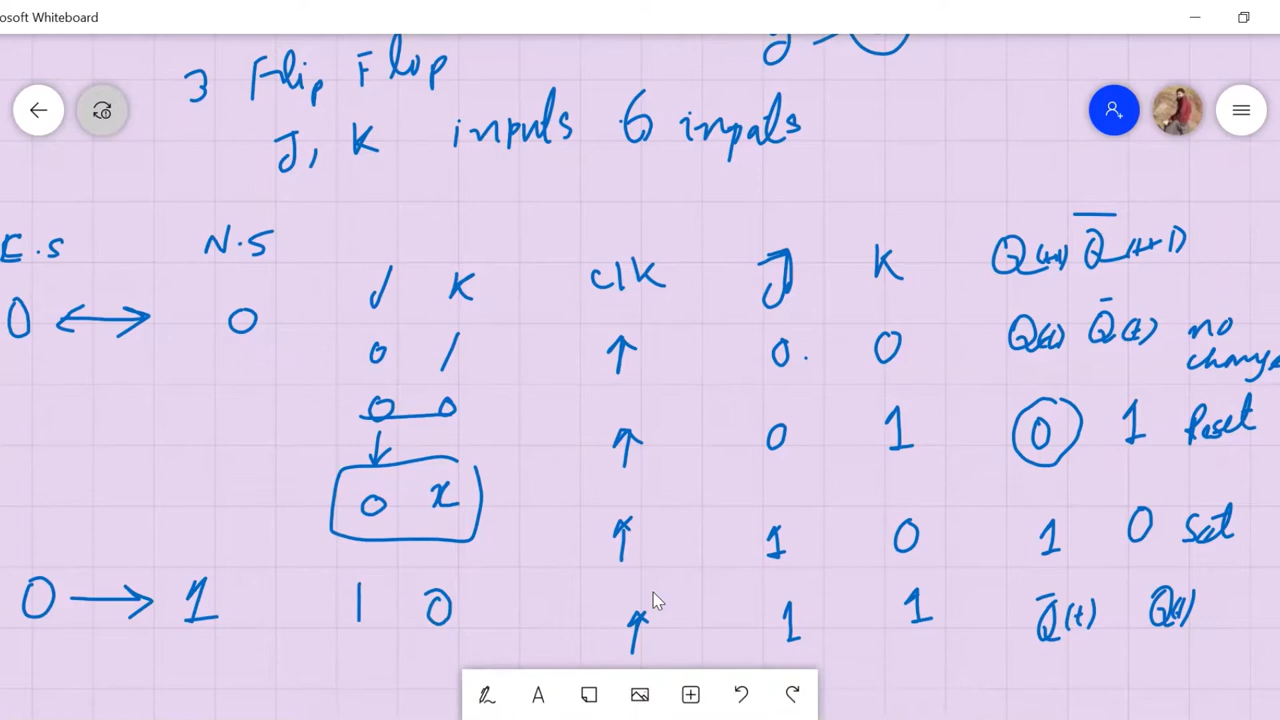 osoft Whiteboard
3 Flip Flop
J, K inputs 6 inputs
C.S N.S J K clk J K Q(t+1) Q̅(t+1)
0 ↔ 0 0 1 ↑ 0 0 Q(t) Q̅(t) no change
0 0 ↑ 0 1 0 1 Reset
0 x ↑ 1 0 1 0 Set
0 → 1 1 0 ↑ 1 1 Q̅(t) Q(t)